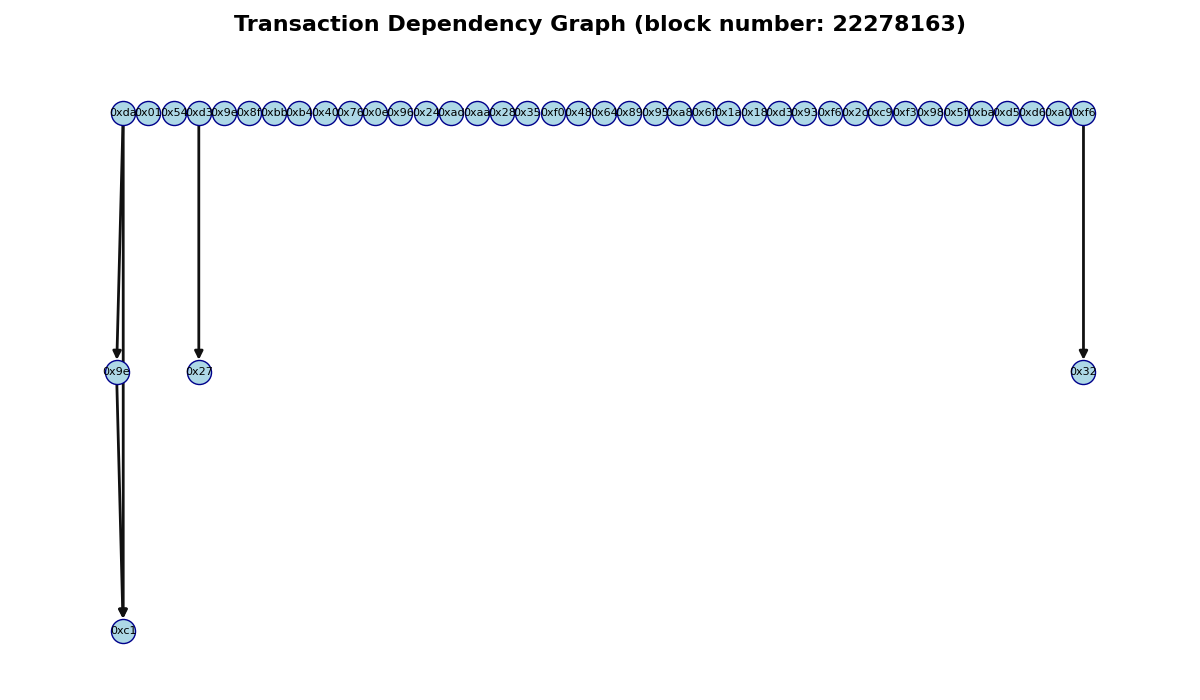 Transaction Dependency Graph (block number: 22278163)
0xda 0x01 0x54 0xd3 0x9e 0x8f 0xbb 0xb4 0x40 0x76 0x0e 0x96 0x24 0xad 0xaa 0x28 0x35 0xf0 0x48 0x64 0x89 0x95 0xa8 0x6f 0x1a 0x18 0xd3 0x93 0xf6 0x2c 0xc9 0xf3 0x98 0x5f 0xba 0xd5 0xd6 0xa0 0xf6
0x9e 0x27 0x32
0xc1